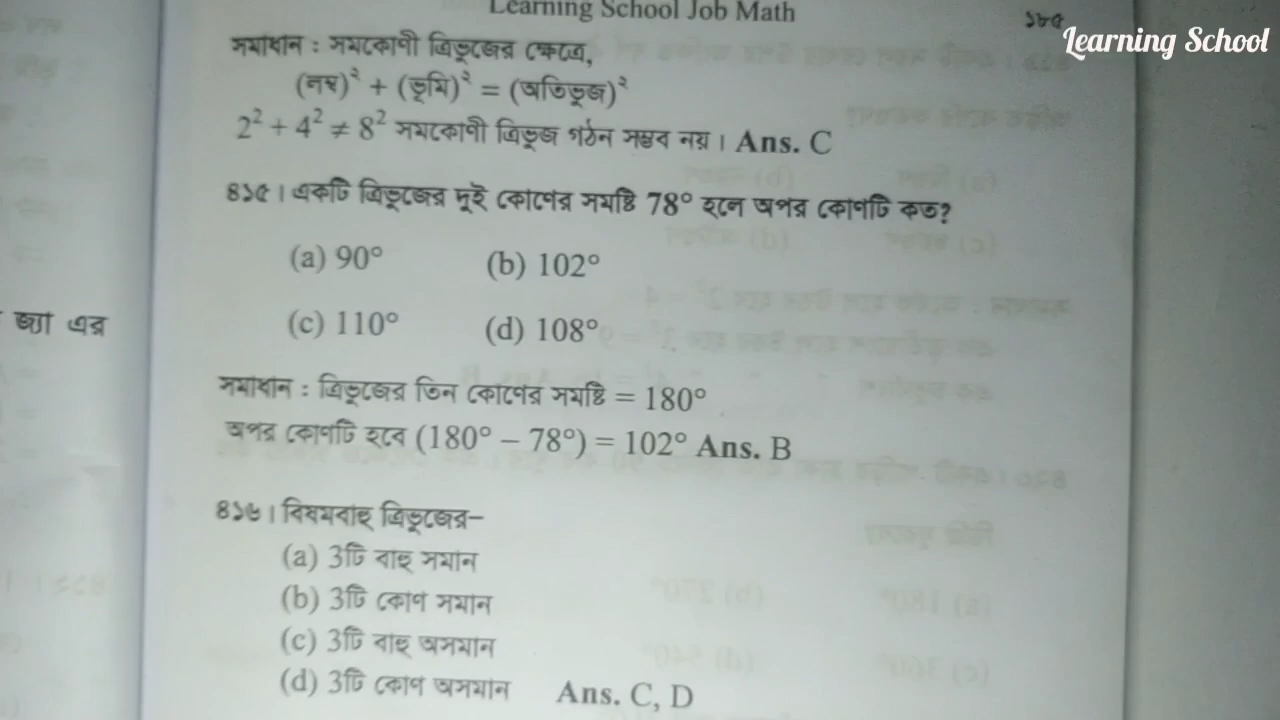 Learning School Job Math
১৮৫
Learning School
সমাধান : সমকোণী ত্রিভূজের ক্ষেত্রে,
(লম্ব)² + (ভূমি)² = (অতিভূজ)²
2² + 4² ≠ 8² সমকোণী ত্রিভূজ গঠন সম্ভব নয়। Ans. C
৪১৫। একটি ত্রিভূজের দুই কোণের সমষ্টি 78° হলে অপর কোণটি কত?
(a) 90° (b) 102°
(c) 110° (d) 108°
জ্যা এর
সমাধান : ত্রিভূজের তিন কোণের সমষ্টি = 180°
অপর কোণটি হবে (180° – 78°) = 102° Ans. B
৪১৬। বিষমবাহু ত্রিভূজের–
(a) 3টি বাহু সমান
(b) 3টি কোণ সমান
(c) 3টি বাহু অসমান
(d) 3টি কোণ অসমান Ans. C, D